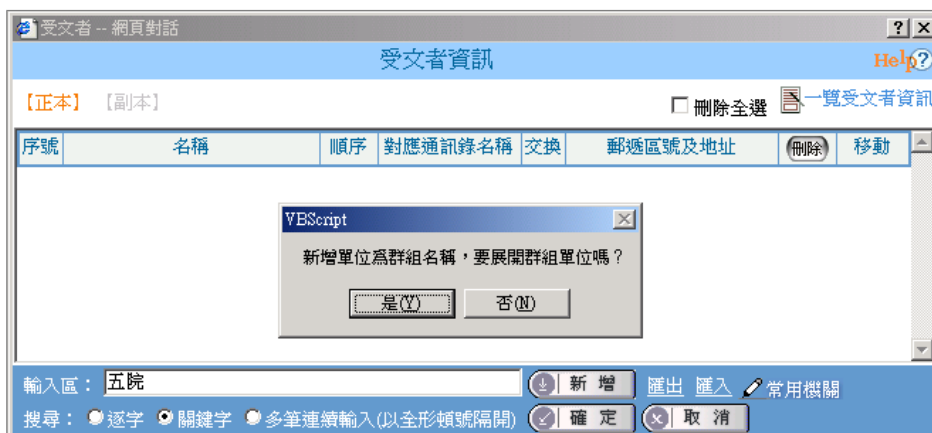 受文者 -- 網頁對話
受文者資訊 Help?
【正本】 【副本】 刪除全選 一覽受文者資訊
序號 名稱 順序 對應通訊錄名稱 交換 郵遞區號及地址 刪除 移動
VBScript
新增單位爲群組名稱，要展開群組單位嗎？
是(Y) 否(N)
輸入區： 五院 新 增 匯出 匯入 常用機關
搜尋： 逐字 關鍵字 多筆連續輸入(以全形頓號隔開) 確 定 取 消